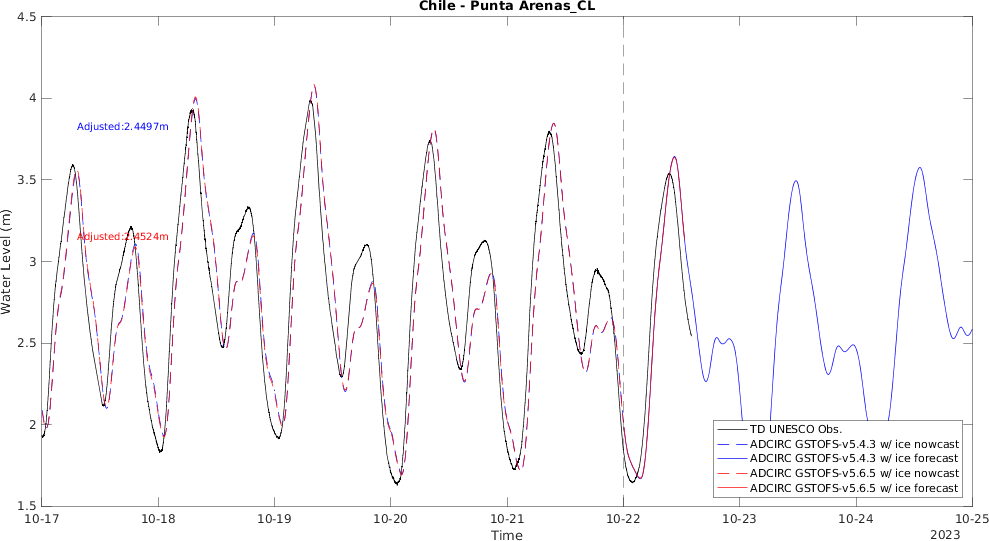 Chile - Punta Arenas_CL
4.5
4
3.5
3
2.5
2
1.5
Water Level (m)
Adjusted:2.4497m
Adjusted:2.4524m
TD UNESCO Obs.
ADCIRC GSTOFS-v5.4.3 w/ ice nowcast
ADCIRC GSTOFS-v5.4.3 w/ ice forecast
ADCIRC GSTOFS-v5.6.5 w/ ice nowcast
ADCIRC GSTOFS-v5.6.5 w/ ice forecast
10-17 10-18 10-19 10-20 10-21 10-22 10-23 10-24 10-25
Time
2023